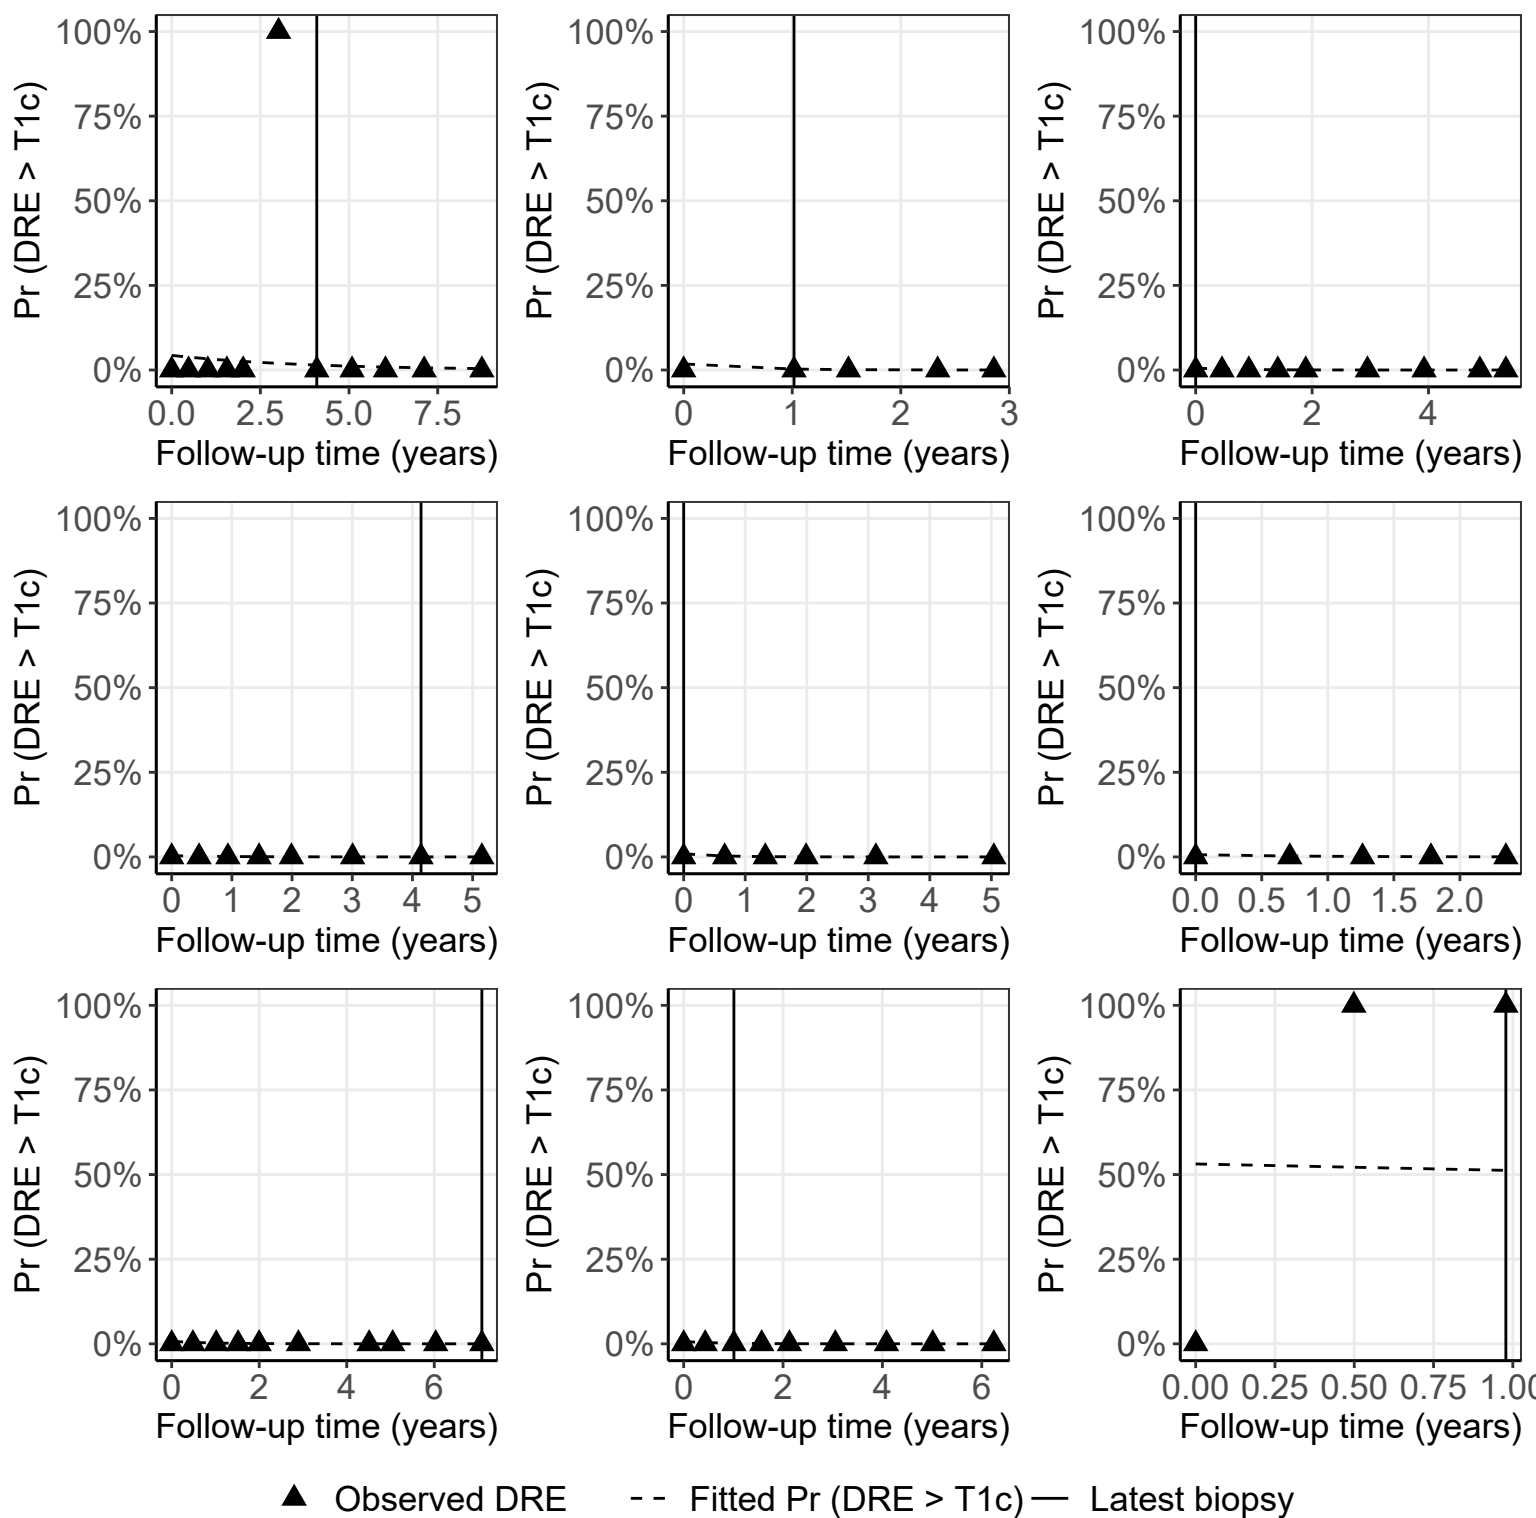 100% 100% 100%
75% 75% 75%
50% 50% 50%
25% 25% 25%
0% 0% 0%
Pr (DRE > T1c) Pr (DRE > T1c) Pr (DRE > T1c)
0.0 2.5 5.0 7.5 0 1 2 3 0 2 4
Follow-up time (years) Follow-up time (years) Follow-up time (years)
100% 100% 100%
75% 75% 75%
50% 50% 50%
25% 25% 25%
0% 0% 0%
Pr (DRE > T1c) Pr (DRE > T1c) Pr (DRE > T1c)
0 1 2 3 4 5 0 1 2 3 4 5 0.0 0.5 1.0 1.5 2.0
Follow-up time (years) Follow-up time (years) Follow-up time (years)
100% 100% 100%
75% 75% 75%
50% 50% 50%
25% 25% 25%
0% 0% 0%
Pr (DRE > T1c) Pr (DRE > T1c) Pr (DRE > T1c)
0 2 4 6 0 2 4 6 0.00 0.25 0.50 0.75 1.00
Follow-up time (years) Follow-up time (years) Follow-up time (years)
Observed DRE Fitted Pr (DRE > T1c) Latest biopsy